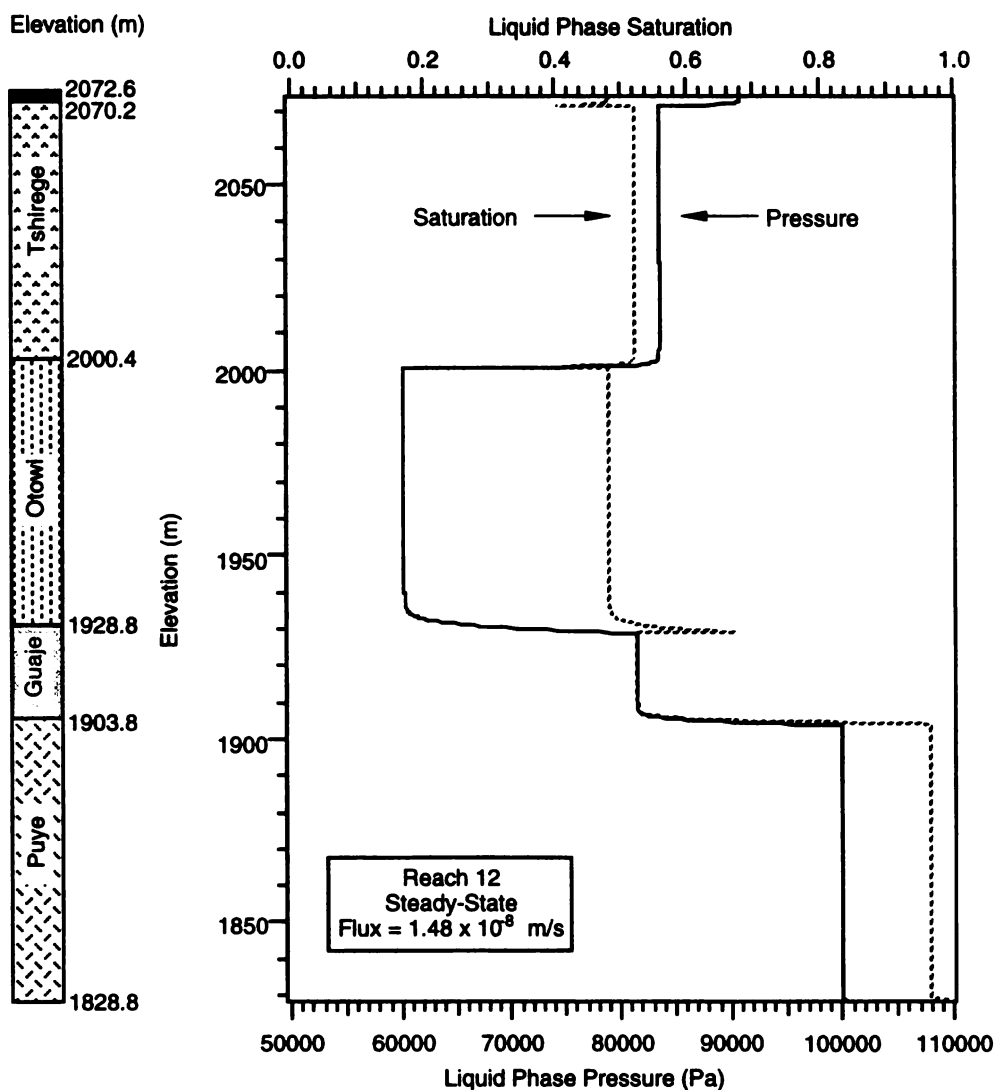 Elevation (m)
Liquid Phase Saturation
0.0 0.2 0.4 0.6 0.8 1.0
2072.6
2070.2
Tshirege
2000.4
Otowi
1928.8
Guaje
1903.8
Puye
1828.8
Elevation (m)
2050
2000
1950
1900
1850
Saturation
Pressure
Reach 12
Steady-State
Flux = 1.48 x 10⁻⁸ m/s
50000 60000 70000 80000 90000 100000 110000
Liquid Phase Pressure (Pa)